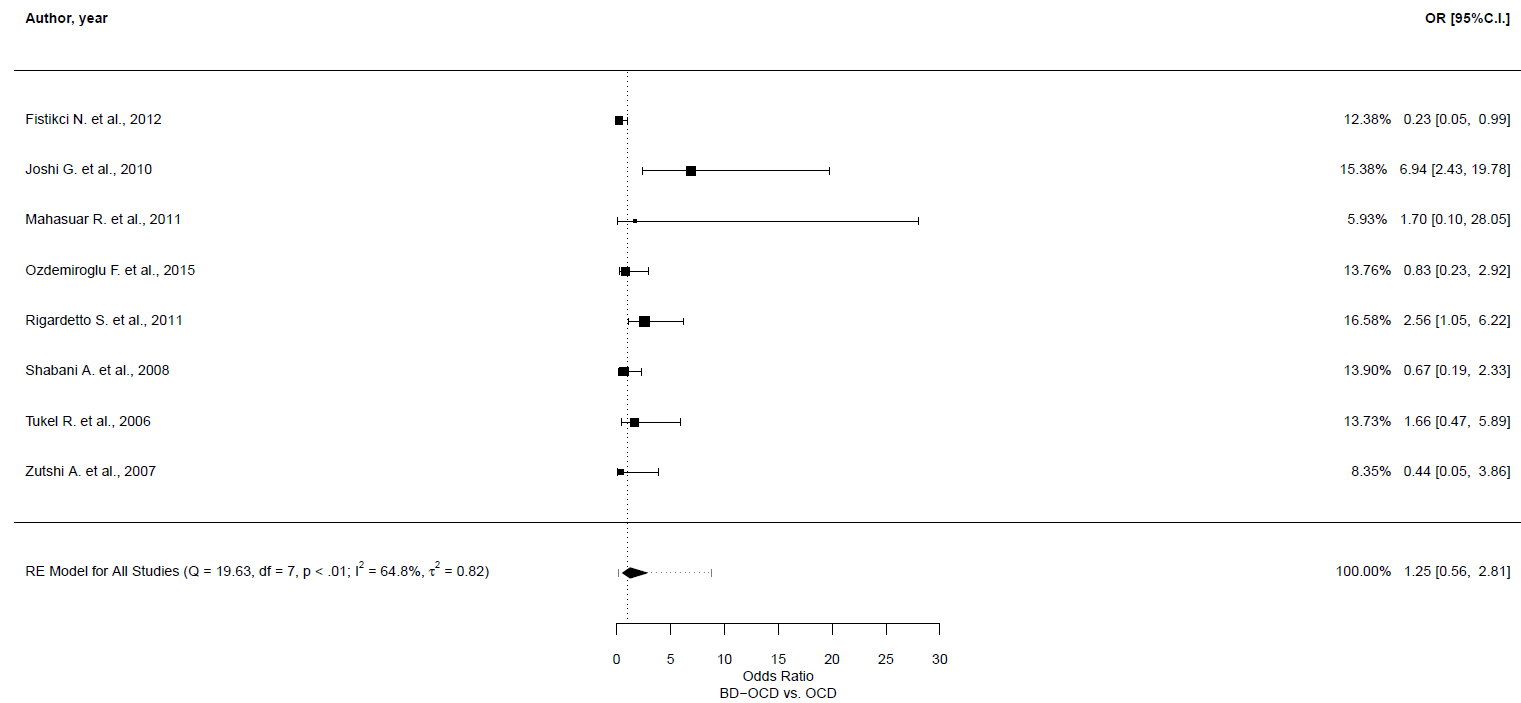 Author, year OR [95%C.I.]
Fistikci N. et al., 2012 12.38% 0.23 [0.05, 0.99]
Joshi G. et al., 2010 15.38% 6.94 [2.43, 19.78]
Mahasuar R. et al., 2011 5.93% 1.70 [0.10, 28.05]
Ozdemiroglu F. et al., 2015 13.76% 0.83 [0.23, 2.92]
Rigardetto S. et al., 2011 16.58% 2.56 [1.05, 6.22]
Shabani A. et al., 2008 13.90% 0.67 [0.19, 2.33]
Tukel R. et al., 2006 13.73% 1.66 [0.47, 5.89]
Zutshi A. et al., 2007 8.35% 0.44 [0.05, 3.86]
RE Model for All Studies (Q = 19.63, df = 7, p < .01; I² = 64.8%, τ² = 0.82) 100.00% 1.25 [0.56, 2.81]
0 5 10 15 20 25 30
Odds Ratio
BD−OCD vs. OCD